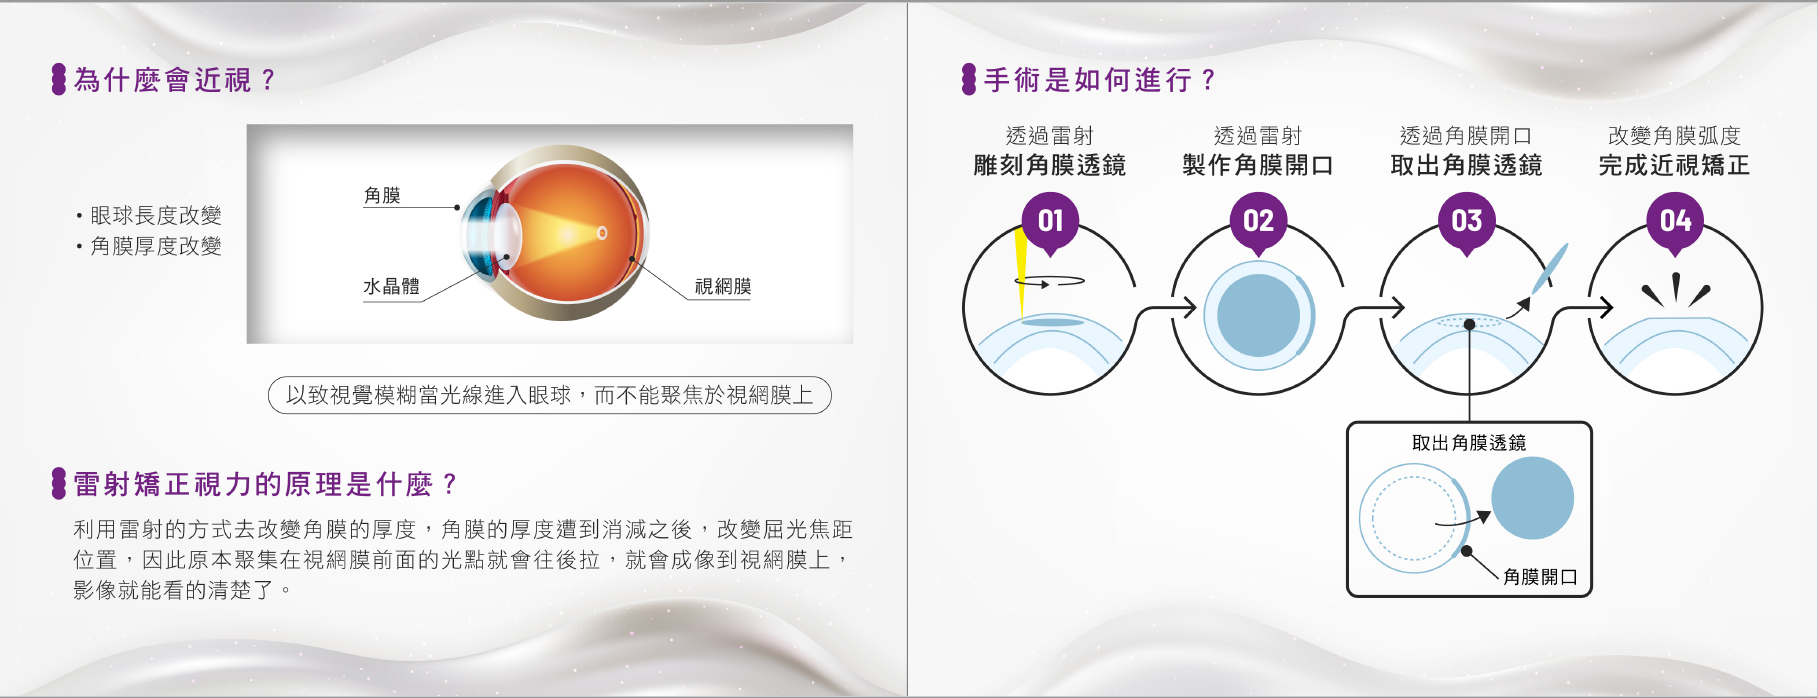 為什麼會近視？
• 眼球長度改變
• 角膜厚度改變
角膜
水晶體
視網膜
以致視覺模糊當光線進入眼球，而不能聚焦於視網膜上
雷射矯正視力的原理是什麼？
利用雷射的方式去改變角膜的厚度，角膜的厚度遭到消減之後，改變屈光焦距
位置，因此原本聚集在視網膜前面的光點就會往後拉，就會成像到視網膜上，
影像就能看的清楚了。
手術是如何進行？
透過雷射
雕刻角膜透鏡
01
透過雷射
製作角膜開口
02
透過角膜開口
取出角膜透鏡
03
改變角膜弧度
完成近視矯正
04
取出角膜透鏡
角膜開口